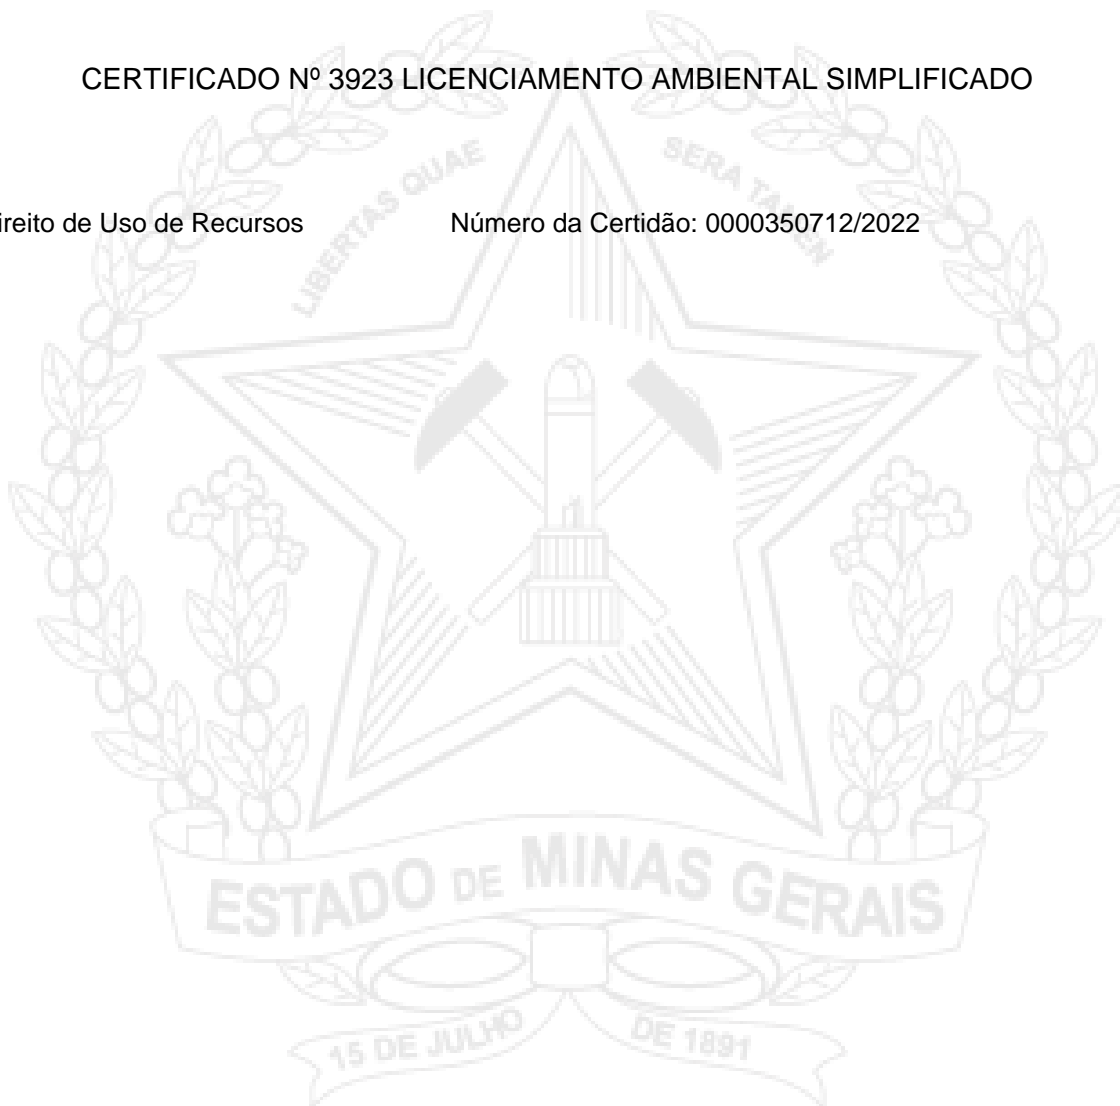 CERTIFICADO Nº 3923 LICENCIAMENTO AMBIENTAL SIMPLIFICADO
LIBERTAS QUAE SERA TAMEN
ireito de Uso de Recursos Número da Certidão: 0000350712/2022
ESTADO DE MINAS GERAIS
15 DE JULHO DE 1891